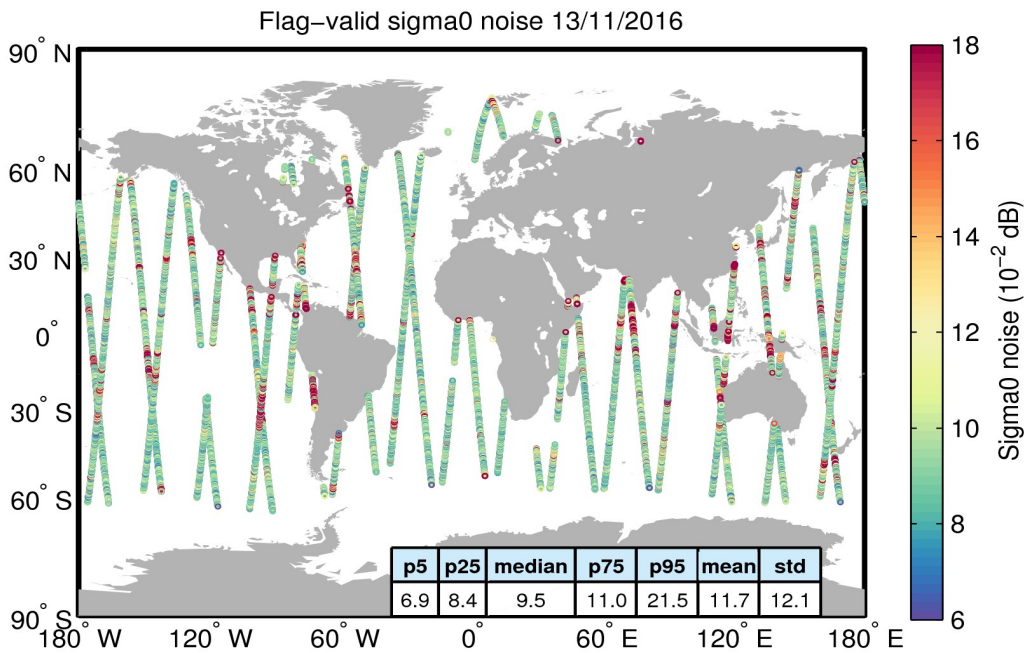 Flag−valid sigma0 noise 13/11/2016
90° N
60° N
30° N
0°
30° S
60° S
90° S
180° W 120° W 60° W 0° 60° E 120° E 180° E
p5 p25 median p75 p95 mean std
6.9 8.4 9.5 11.0 21.5 11.7 12.1
18
16
14
12
10
8
6
Sigma0 noise (10⁻² dB)